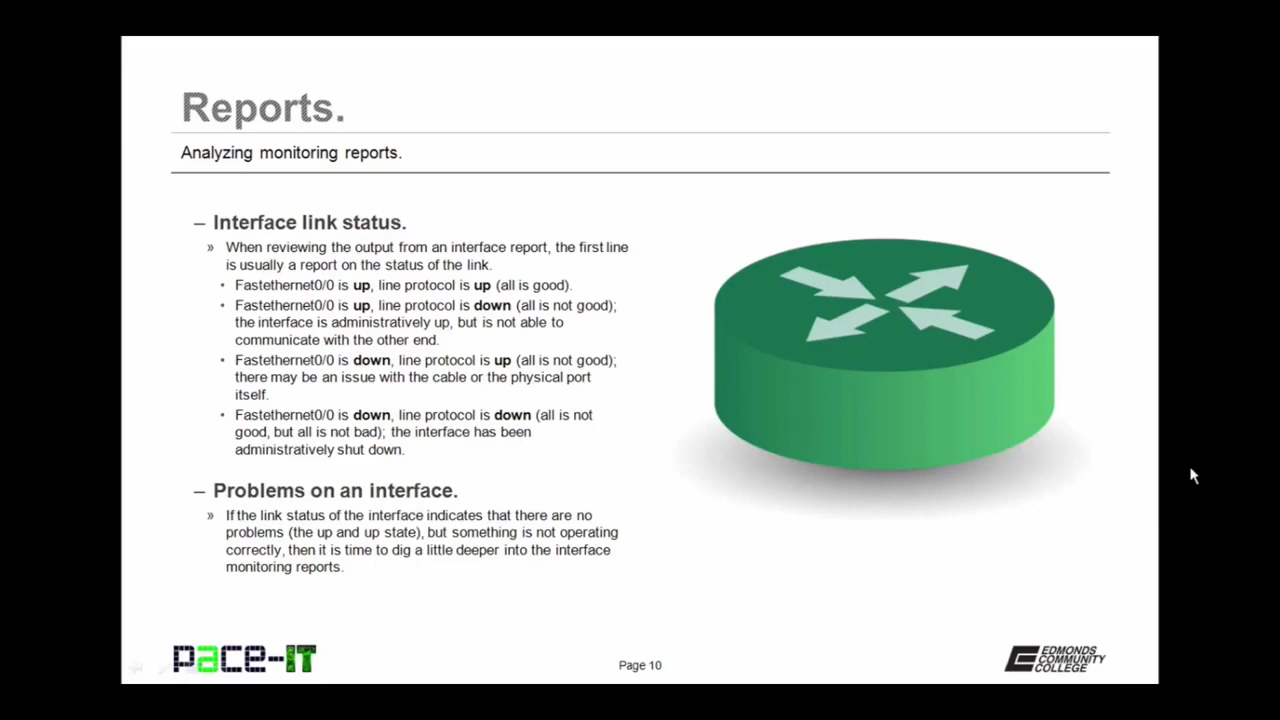 Reports.
Analyzing monitoring reports.
– Interface link status.
» When reviewing the output from an interface report, the first line
is usually a report on the status of the link.
• Fastethernet0/0 is up, line protocol is up (all is good).
• Fastethernet0/0 is up, line protocol is down (all is not good);
the interface is administratively up, but is not able to
communicate with the other end.
• Fastethernet0/0 is down, line protocol is up (all is not good);
there may be an issue with the cable or the physical port
itself.
• Fastethernet0/0 is down, line protocol is down (all is not
good, but all is not bad); the interface has been
administratively shut down.
– Problems on an interface.
» If the link status of the interface indicates that there are no
problems (the up and up state), but something is not operating
correctly, then it is time to dig a little deeper into the interface
monitoring reports.
pace-IT
Page 10
EDMONDS
COMMUNITY
COLLEGE